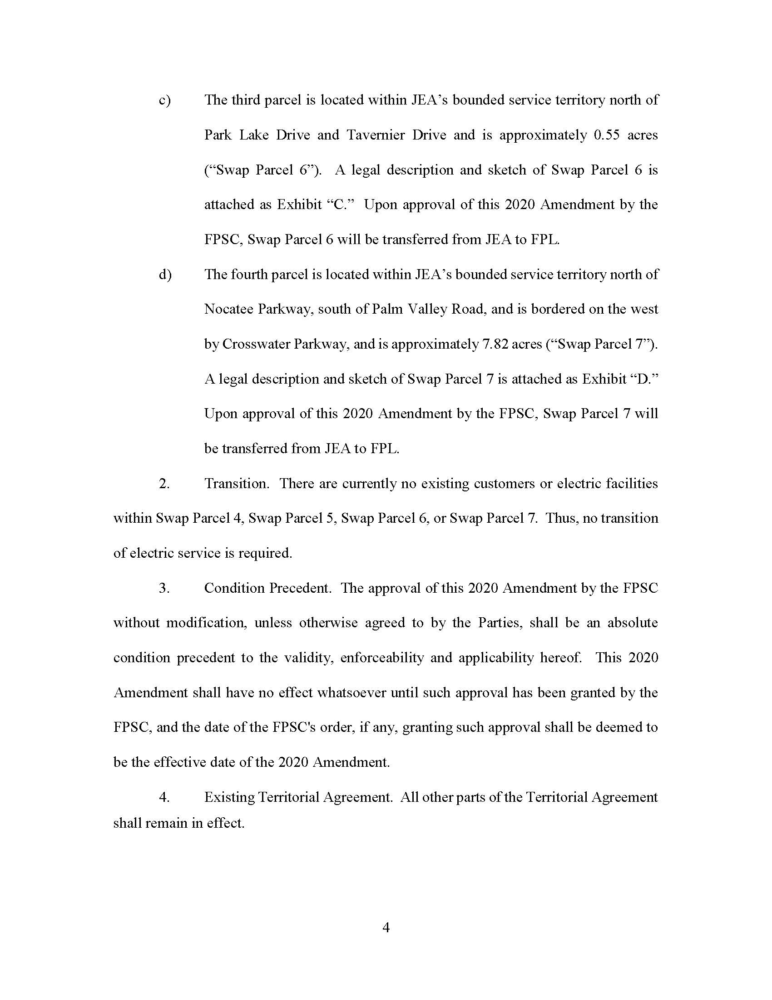 c) The third parcel is located within JEA’s bounded service territory north of
Park Lake Drive and Tavernier Drive and is approximately 0.55 acres
(“Swap Parcel 6”). A legal description and sketch of Swap Parcel 6 is
attached as Exhibit “C.” Upon approval of this 2020 Amendment by the
FPSC, Swap Parcel 6 will be transferred from JEA to FPL.
d) The fourth parcel is located within JEA’s bounded service territory north of
Nocatee Parkway, south of Palm Valley Road, and is bordered on the west
by Crosswater Parkway, and is approximately 7.82 acres (“Swap Parcel 7”).
A legal description and sketch of Swap Parcel 7 is attached as Exhibit “D.”
Upon approval of this 2020 Amendment by the FPSC, Swap Parcel 7 will
be transferred from JEA to FPL.
2. Transition. There are currently no existing customers or electric facilities
within Swap Parcel 4, Swap Parcel 5, Swap Parcel 6, or Swap Parcel 7. Thus, no transition
of electric service is required.
3. Condition Precedent. The approval of this 2020 Amendment by the FPSC
without modification, unless otherwise agreed to by the Parties, shall be an absolute
condition precedent to the validity, enforceability and applicability hereof. This 2020
Amendment shall have no effect whatsoever until such approval has been granted by the
FPSC, and the date of the FPSC's order, if any, granting such approval shall be deemed to
be the effective date of the 2020 Amendment.
4. Existing Territorial Agreement. All other parts of the Territorial Agreement
shall remain in effect.
4